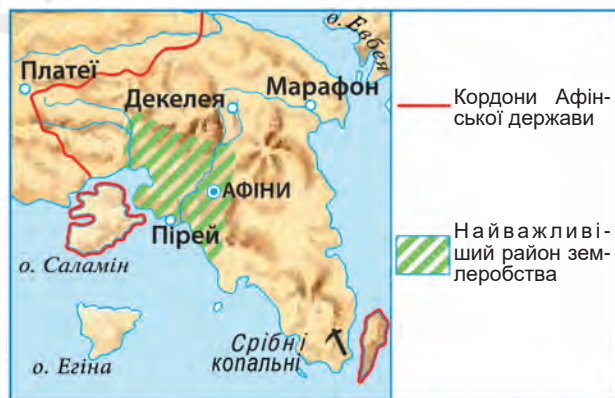 о. Евбея
Платеї
Декелея
Марафон
АФІНИ
Пірей
о. Саламін
о. Егіна
Срібні
копальні
Кордони Афін-
ської держави
Найважливі-
ший район зем-
леробства